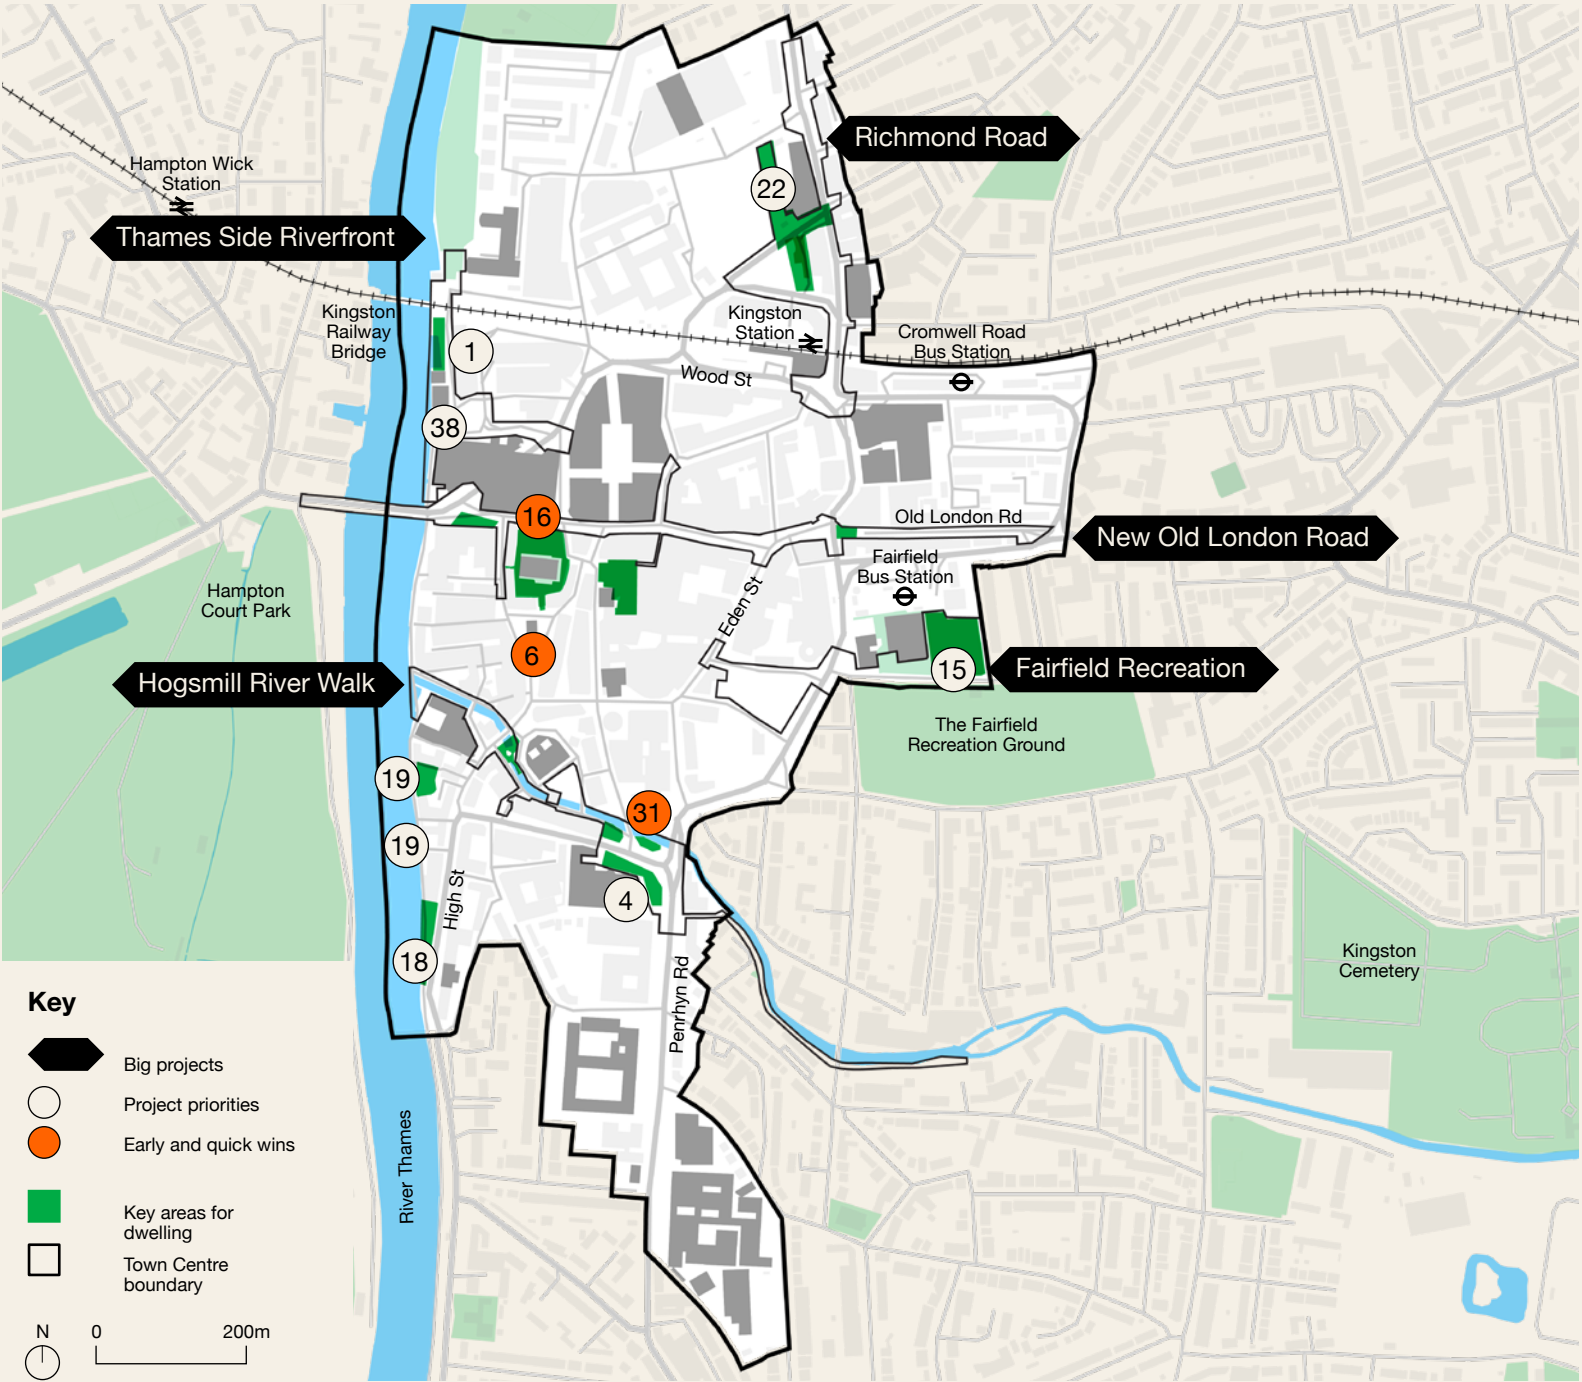 Richmond Road
Hampton Wick
Station
22
Thames Side Riverfront
Kingston
Railway
Bridge
Kingston
Station
Cromwell Road
Bus Station
1
Wood St
38
16
Old London Rd
New Old London Road
Fairfield
Bus Station
Hampton
Court Park
Eden St
6
15
Fairfield Recreation
Hogsmill River Walk
The Fairfield
Recreation Ground
19
31
19
High St
4
18
Kingston
Cemetery
Penrhyn Rd
River Thames
Key
Big projects
Project priorities
Early and quick wins
Key areas for
dwelling
Town Centre
boundary
N
0
200m